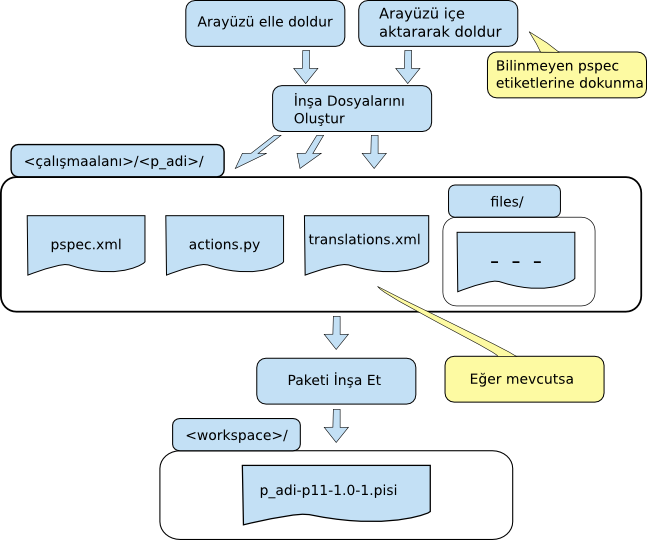 Arayüzü elle doldur
Arayüzü içe
aktararak doldur
Bilinmeyen pspec
etiketlerine dokunma
İnşa Dosyalarını
Oluştur
<çalışmaalanı>/<p_adi>/
files/
pspec.xml
actions.py
translations.xml
– – –
Paketi İnşa Et
Eğer mevcutsa
<workspace>/
p_adi-p11-1.0-1.pisi